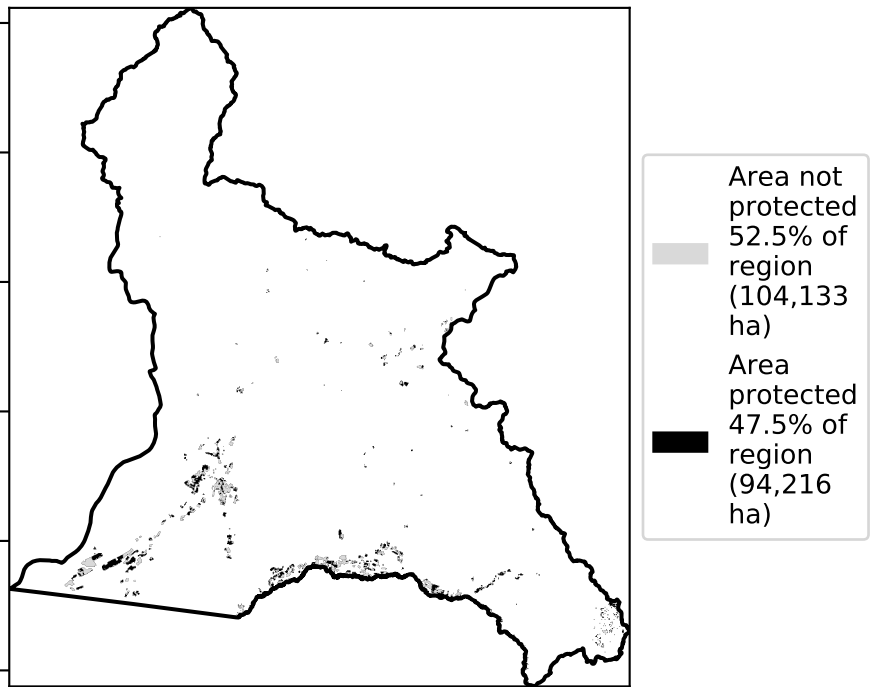 Area not
protected
52.5% of
region
(104,133
ha)
Area
protected
47.5% of
region
(94,216
ha)